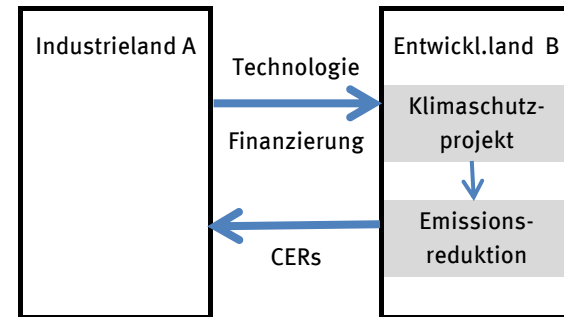 Industrieland A
Technologie
Finanzierung
CERs
Entwickl.land B
Klimaschutz-
projekt
Emissions-
reduktion